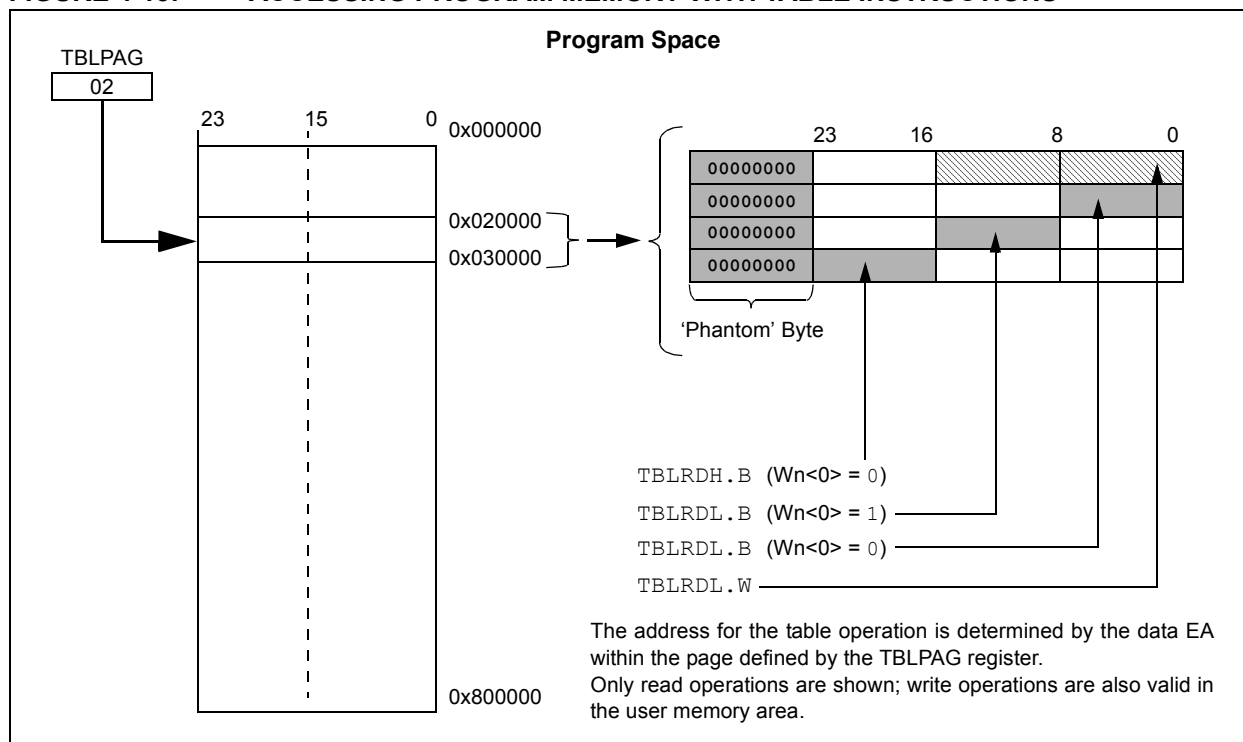 Program Space
TBLPAG
02
23 15 0
0x000000
0x020000
0x030000
0x800000
23 16 8 0
00000000
00000000
00000000
00000000
‘Phantom’ Byte
TBLRDH.B (Wn<0> = 0)
TBLRDL.B (Wn<0> = 1)
TBLRDL.B (Wn<0> = 0)
TBLRDL.W
The address for the table operation is determined by the data EA
within the page defined by the TBLPAG register.
Only read operations are shown; write operations are also valid in
the user memory area.